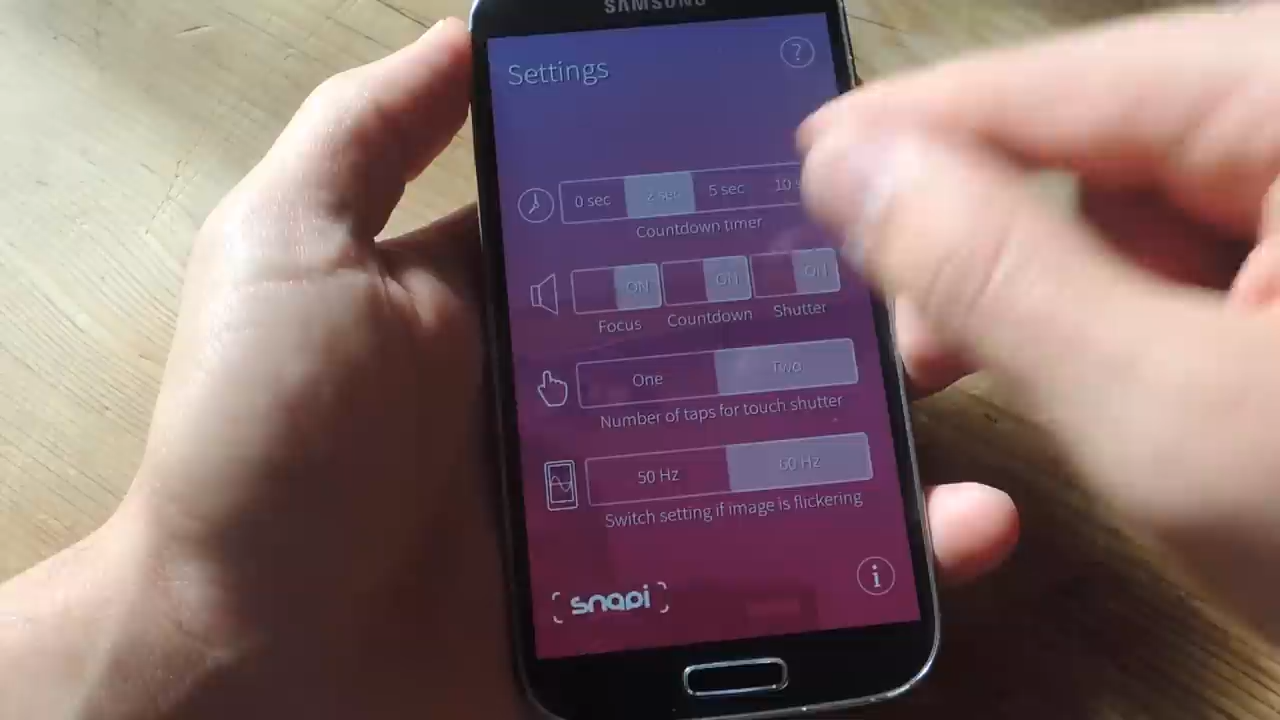 SAMSUNG
Settings
?
0 sec 2 sec 5 sec 10
Countdown timer
ON ON ON
Focus Countdown Shutter
One Two
Number of taps for touch shutter
50 Hz 60 Hz
Switch setting if image is flickering
snapi
i